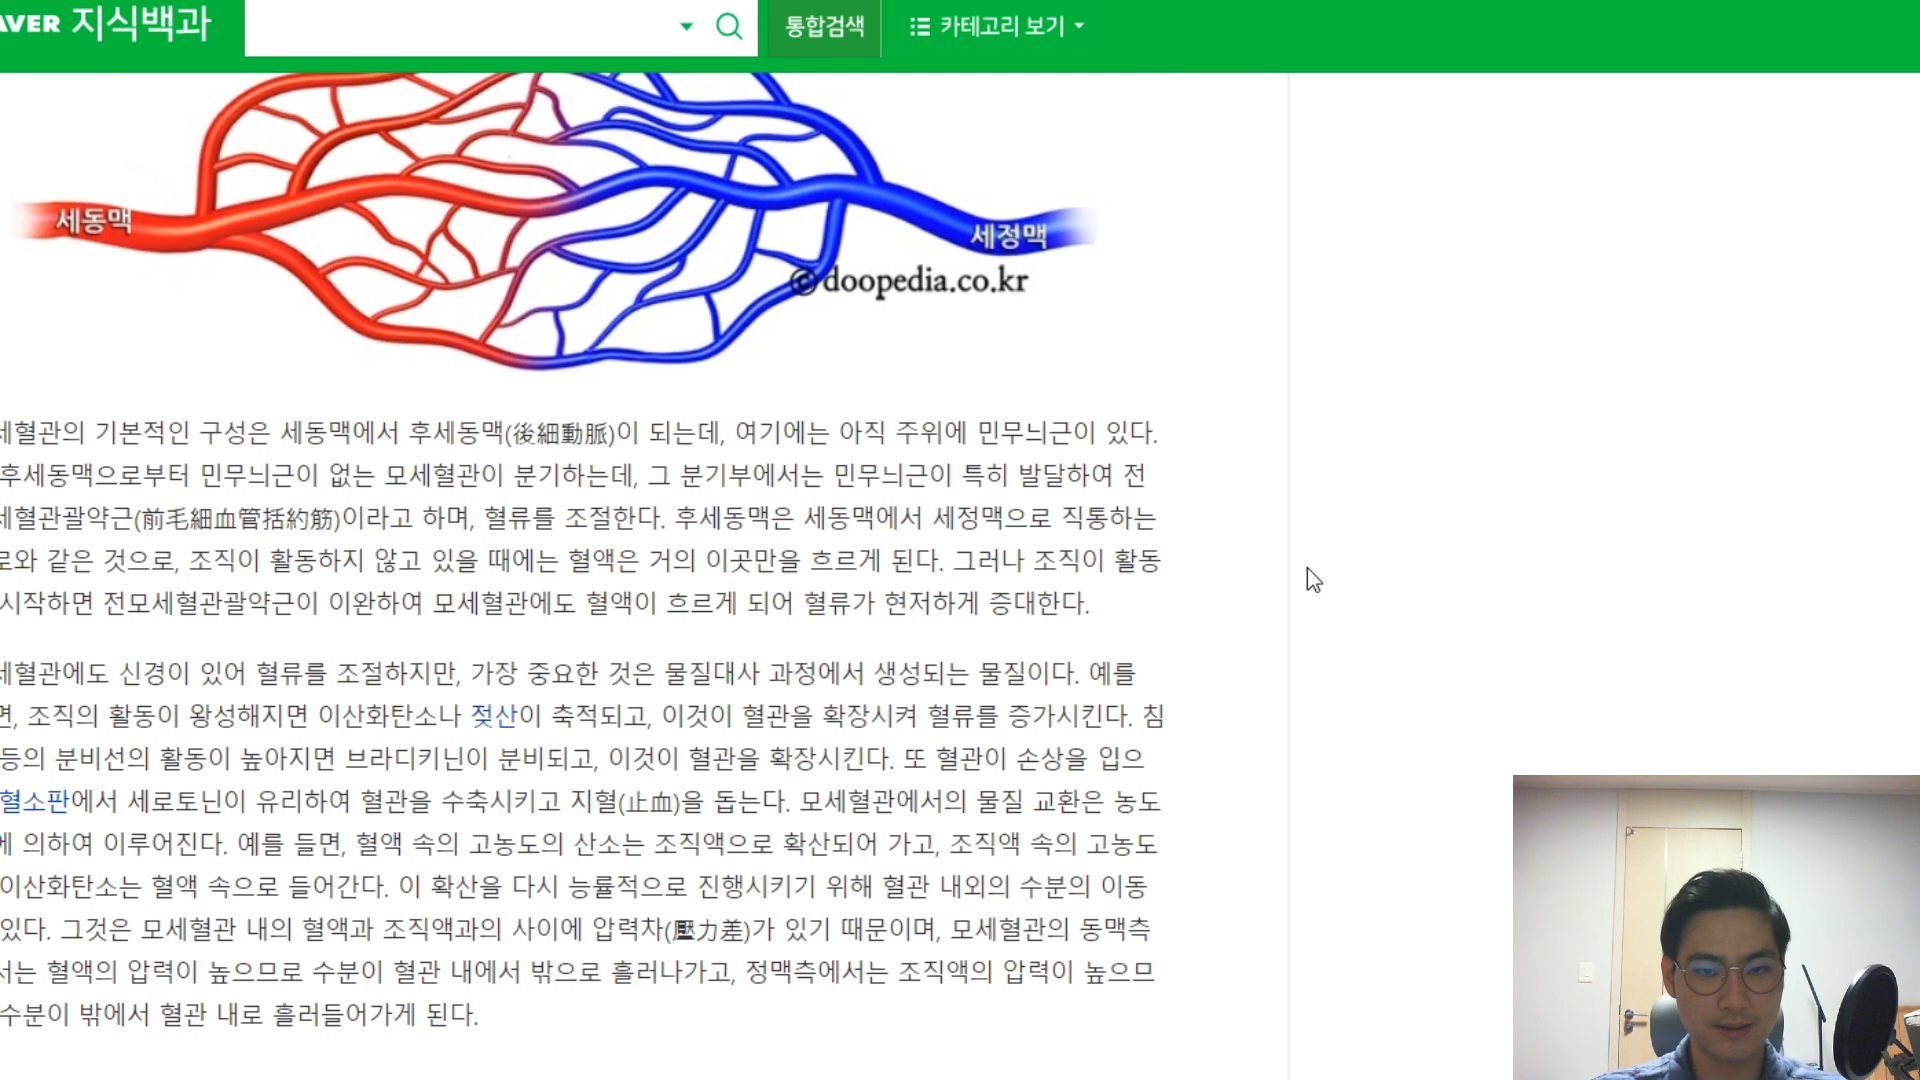 AVER 지식백과
통합검색
카테고리 보기
세동맥
세정맥
© doopedia.co.kr
세혈관의 기본적인 구성은 세동맥에서 후세동맥(後細動脈)이 되는데, 여기에는 아직 주위에 민무늬근이 있다.
후세동맥으로부터 민무늬근이 없는 모세혈관이 분기하는데, 그 분기부에서는 민무늬근이 특히 발달하여 전
세혈관괄약근(前毛細血管括約筋)이라고 하며, 혈류를 조절한다. 후세동맥은 세동맥에서 세정맥으로 직통하는
로와 같은 것으로, 조직이 활동하지 않고 있을 때에는 혈액은 거의 이곳만을 흐르게 된다. 그러나 조직이 활동
시작하면 전모세혈관괄약근이 이완하여 모세혈관에도 혈액이 흐르게 되어 혈류가 현저하게 증대한다.
세혈관에도 신경이 있어 혈류를 조절하지만, 가장 중요한 것은 물질대사 과정에서 생성되는 물질이다. 예를
면, 조직의 활동이 왕성해지면 이산화탄소나 젖산이 축적되고, 이것이 혈관을 확장시켜 혈류를 증가시킨다. 침
등의 분비선의 활동이 높아지면 브라디키닌이 분비되고, 이것이 혈관을 확장시킨다. 또 혈관이 손상을 입으
혈소판에서 세로토닌이 유리하여 혈관을 수축시키고 지혈(止血)을 돕는다. 모세혈관에서의 물질 교환은 농도
에 의하여 이루어진다. 예를 들면, 혈액 속의 고농도의 산소는 조직액으로 확산되어 가고, 조직액 속의 고농도
이산화탄소는 혈액 속으로 들어간다. 이 확산을 다시 능률적으로 진행시키기 위해 혈관 내외의 수분의 이동
있다. 그것은 모세혈관 내의 혈액과 조직액과의 사이에 압력차(壓力差)가 있기 때문이며, 모세혈관의 동맥측
서는 혈액의 압력이 높으므로 수분이 혈관 내에서 밖으로 흘러나가고, 정맥측에서는 조직액의 압력이 높으므
수분이 밖에서 혈관 내로 흘러들어가게 된다.